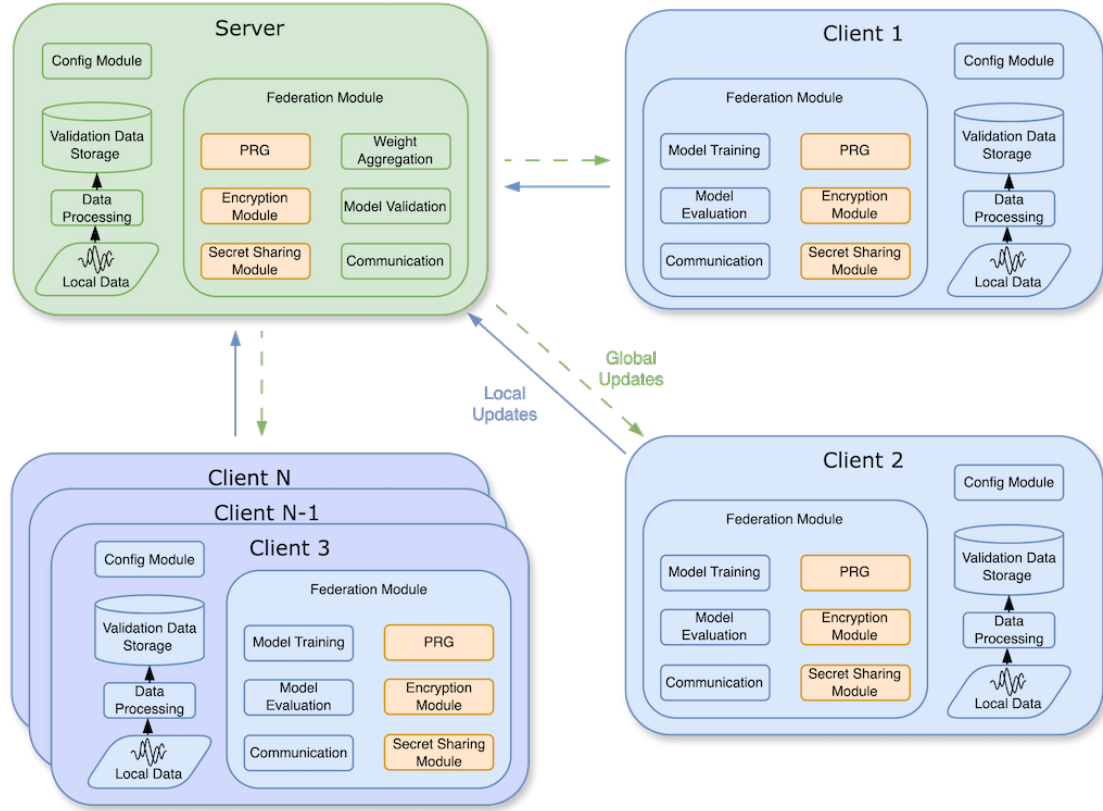 Server
Config Module
Validation Data
Storage
Data
Processing
Local Data
Federation Module
PRG
Weight
Aggregation
Encryption
Module
Model Validation
Secret Sharing
Module
Communication
Client 1
Federation Module
Model Training
PRG
Model
Evaluation
Encryption
Module
Communication
Secret Sharing
Module
Config Module
Validation Data
Storage
Data
Processing
Local Data
Global
Updates
Local
Updates
Client N
Client N-1
Client 3
Config Module
Validation Data
Storage
Data
Processing
Local Data
Federation Module
Model Training
PRG
Model
Evaluation
Encryption
Module
Communication
Secret Sharing
Module
Client 2
Federation Module
Model Training
PRG
Model
Evaluation
Encryption
Module
Communication
Secret Sharing
Module
Config Module
Validation Data
Storage
Data
Processing
Local Data